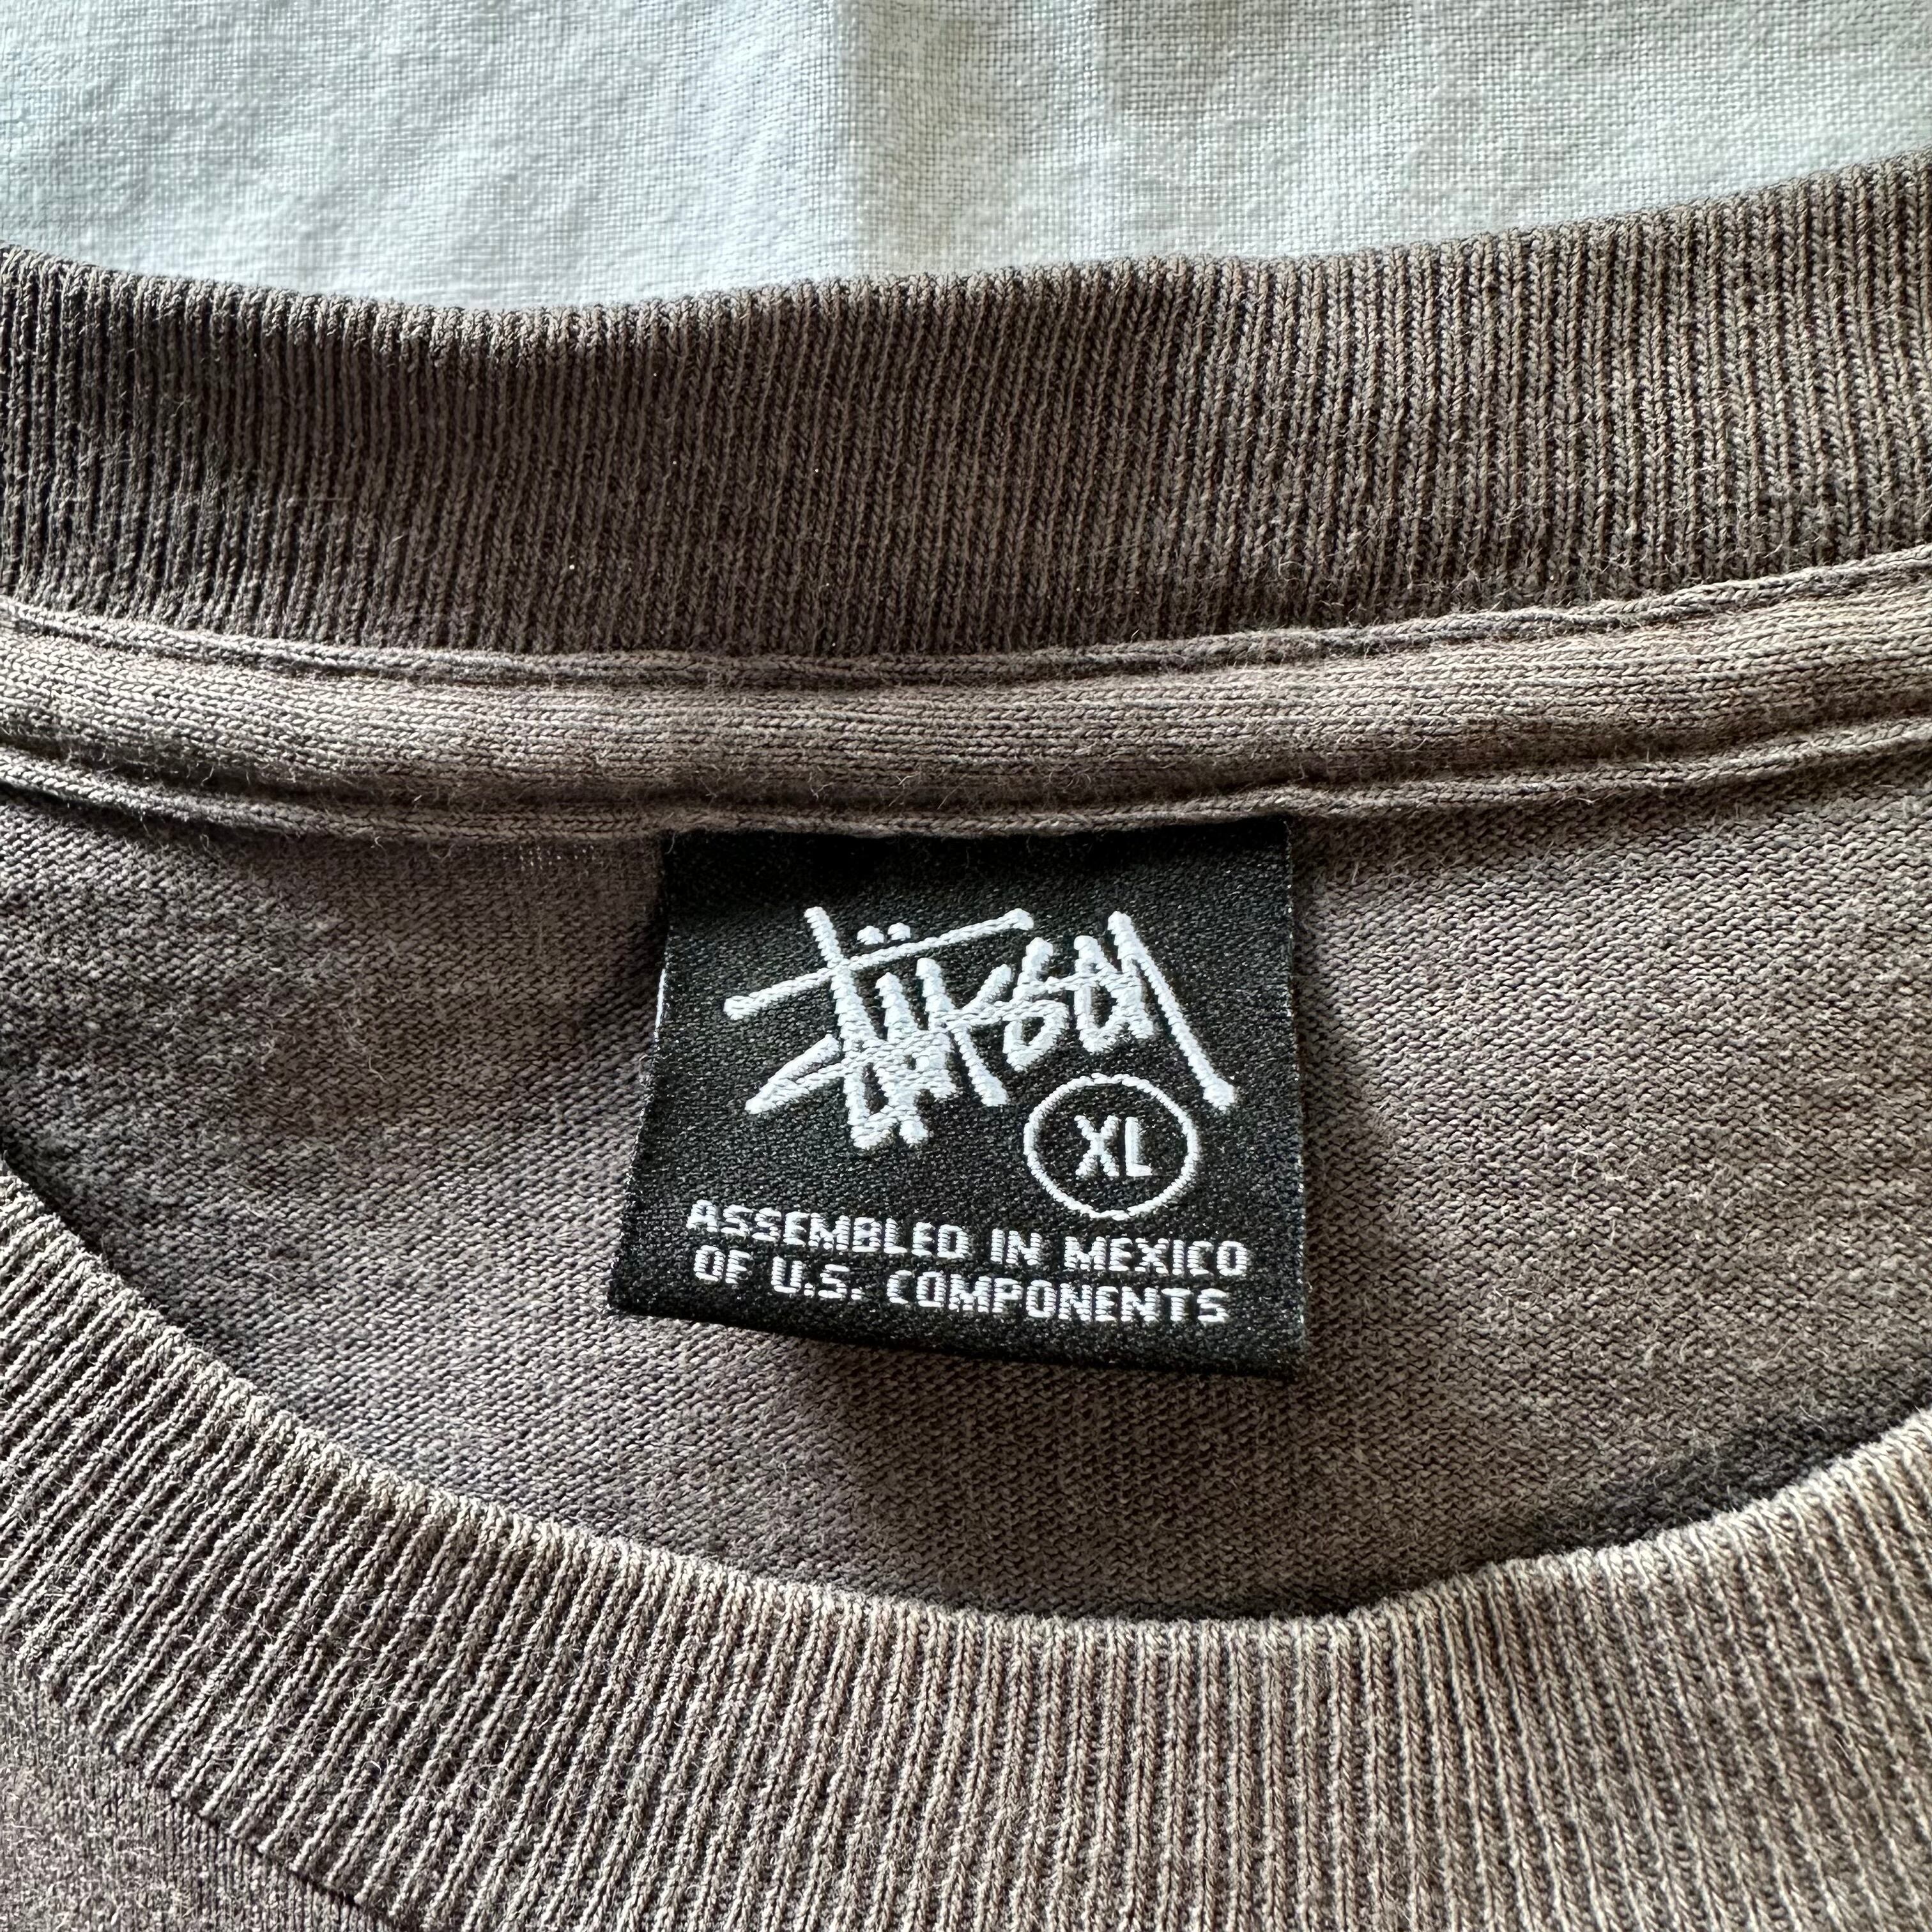 Stüssy
XL
ASSEMBLED IN MEXICO
OF U.S. COMPONENTS